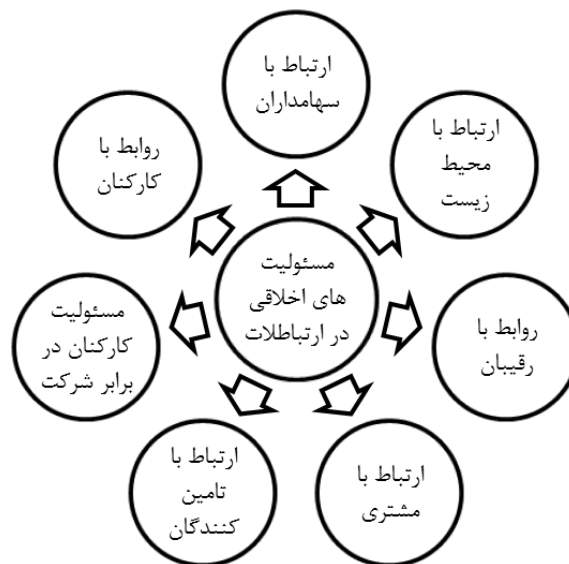 ارتباط با
سهامداران
ارتباط با
محیط
زیست
روابط با
رقیبان
ارتباط با
مشتری
ارتباط با
تامین
کنندگان
مسئولیت
کارکنان در
برابر شرکت
روابط با
کارکنان
مسئولیت
های اخلاقی
در ارتباطلات